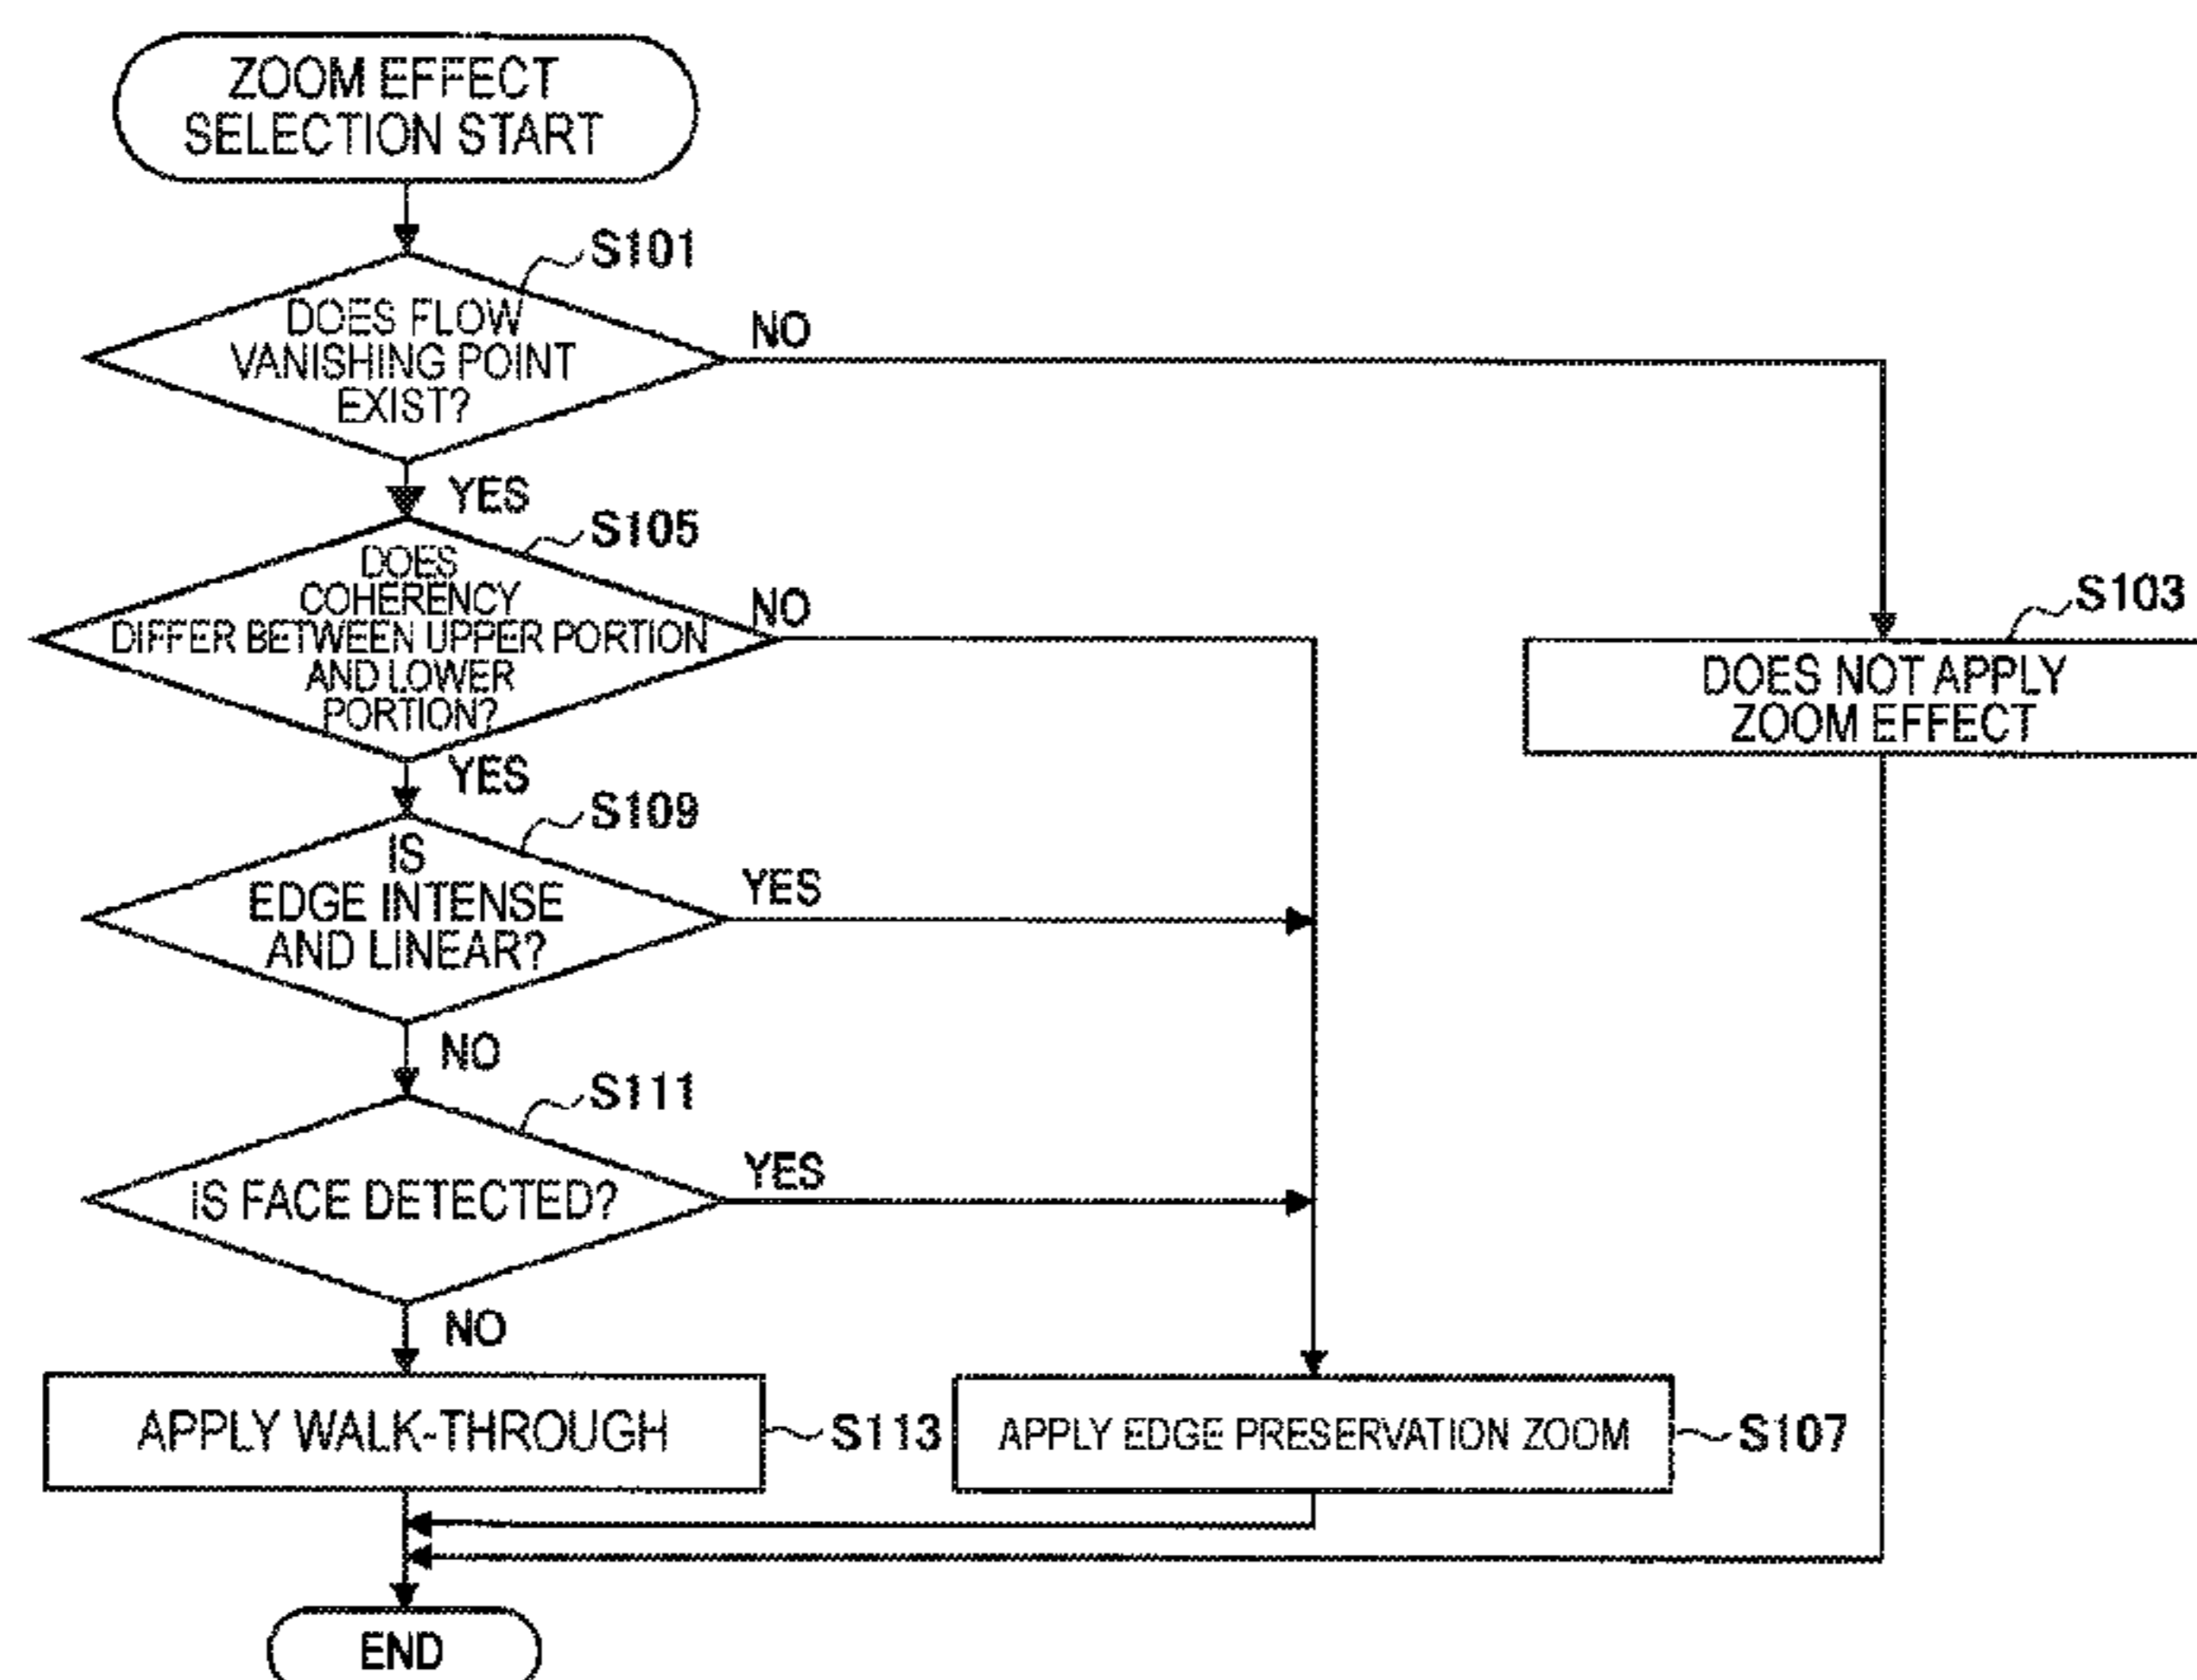 ZOOM EFFECT
SELECTION START
S101
DOES FLOW
VANISHING POINT
EXIST?
NO
YES
S105
DOES
COHERENCY
DIFFER BETWEEN UPPER PORTION
AND LOWER
PORTION?
NO
S103
DOES NOT APPLY
ZOOM EFFECT
YES
S109
IS
EDGE INTENSE
AND LINEAR?
YES
NO
S111
IS FACE DETECTED?
YES
NO
APPLY WALK-THROUGH
S113
APPLY EDGE PRESERVATION ZOOM
S107
END